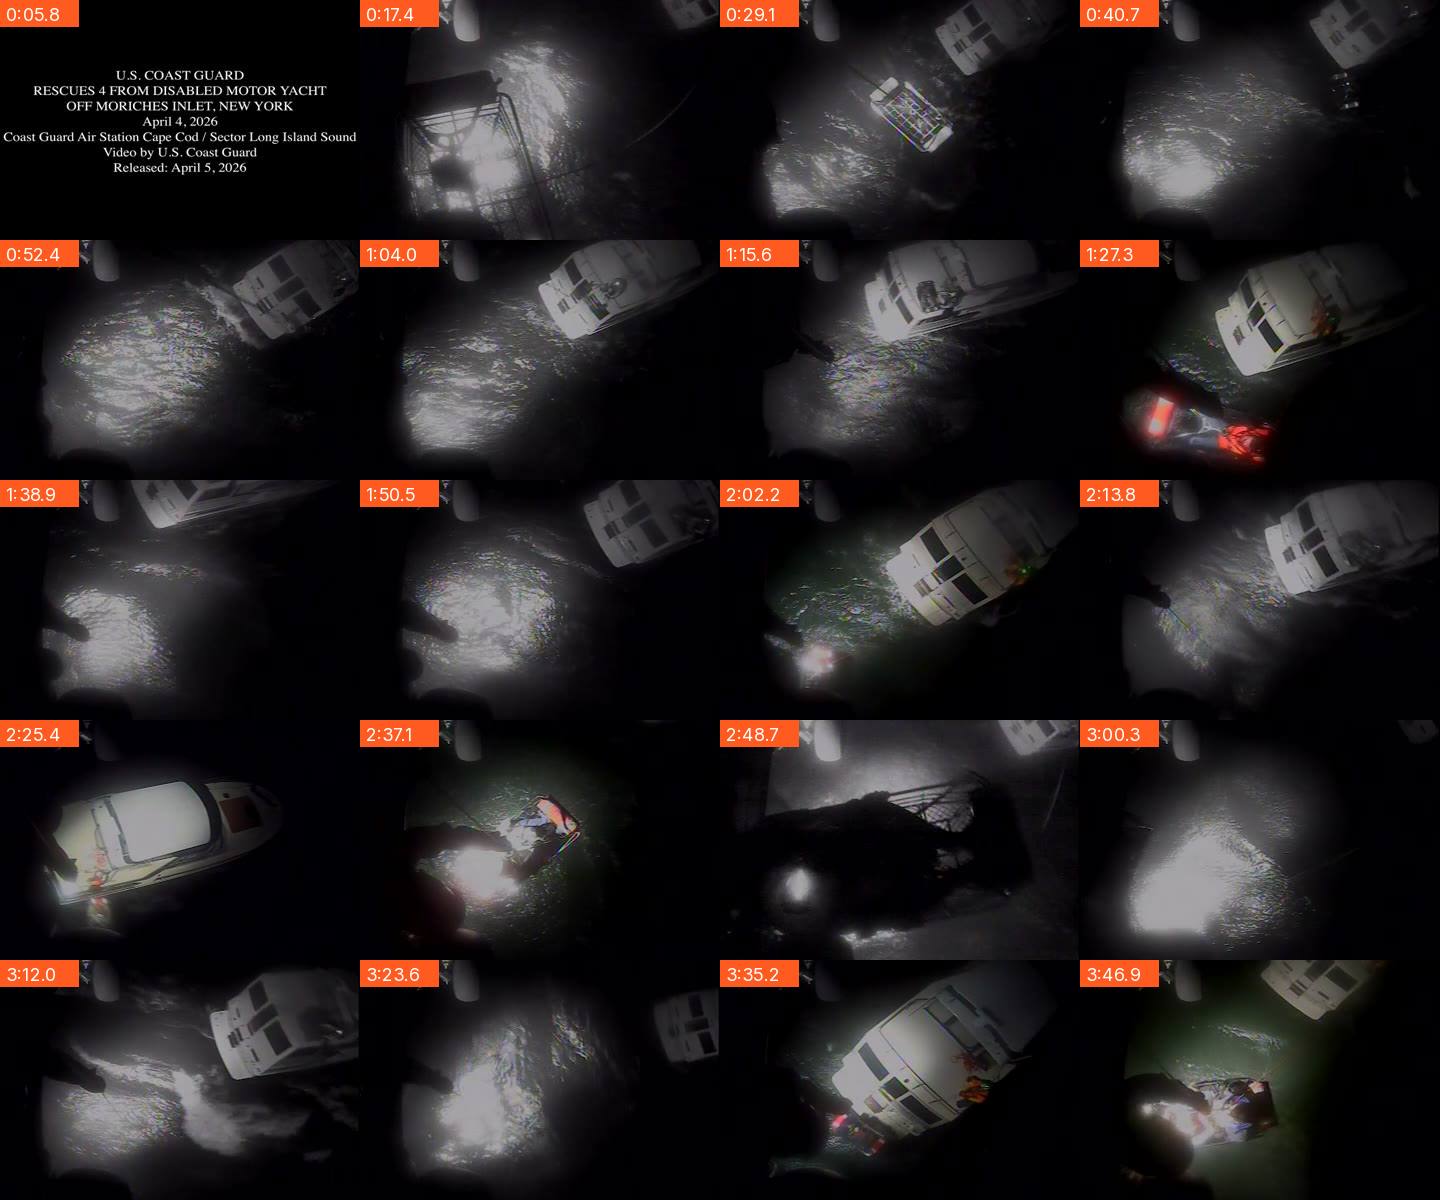 0:05.8
0:17.4
0:29.1
0:40.7
U.S. COAST GUARD
RESCUES 4 FROM DISABLED MOTOR YACHT
OFF MORICHES INLET, NEW YORK
April 4, 2026
Coast Guard Air Station Cape Cod / Sector Long Island Sound
Video by U.S. Coast Guard
Released: April 5, 2026
0:52.4
1:04.0
1:15.6
1:27.3
1:38.9
1:50.5
2:02.2
2:13.8
2:25.4
2:37.1
2:48.7
3:00.3
3:12.0
3:23.6
3:35.2
3:46.9